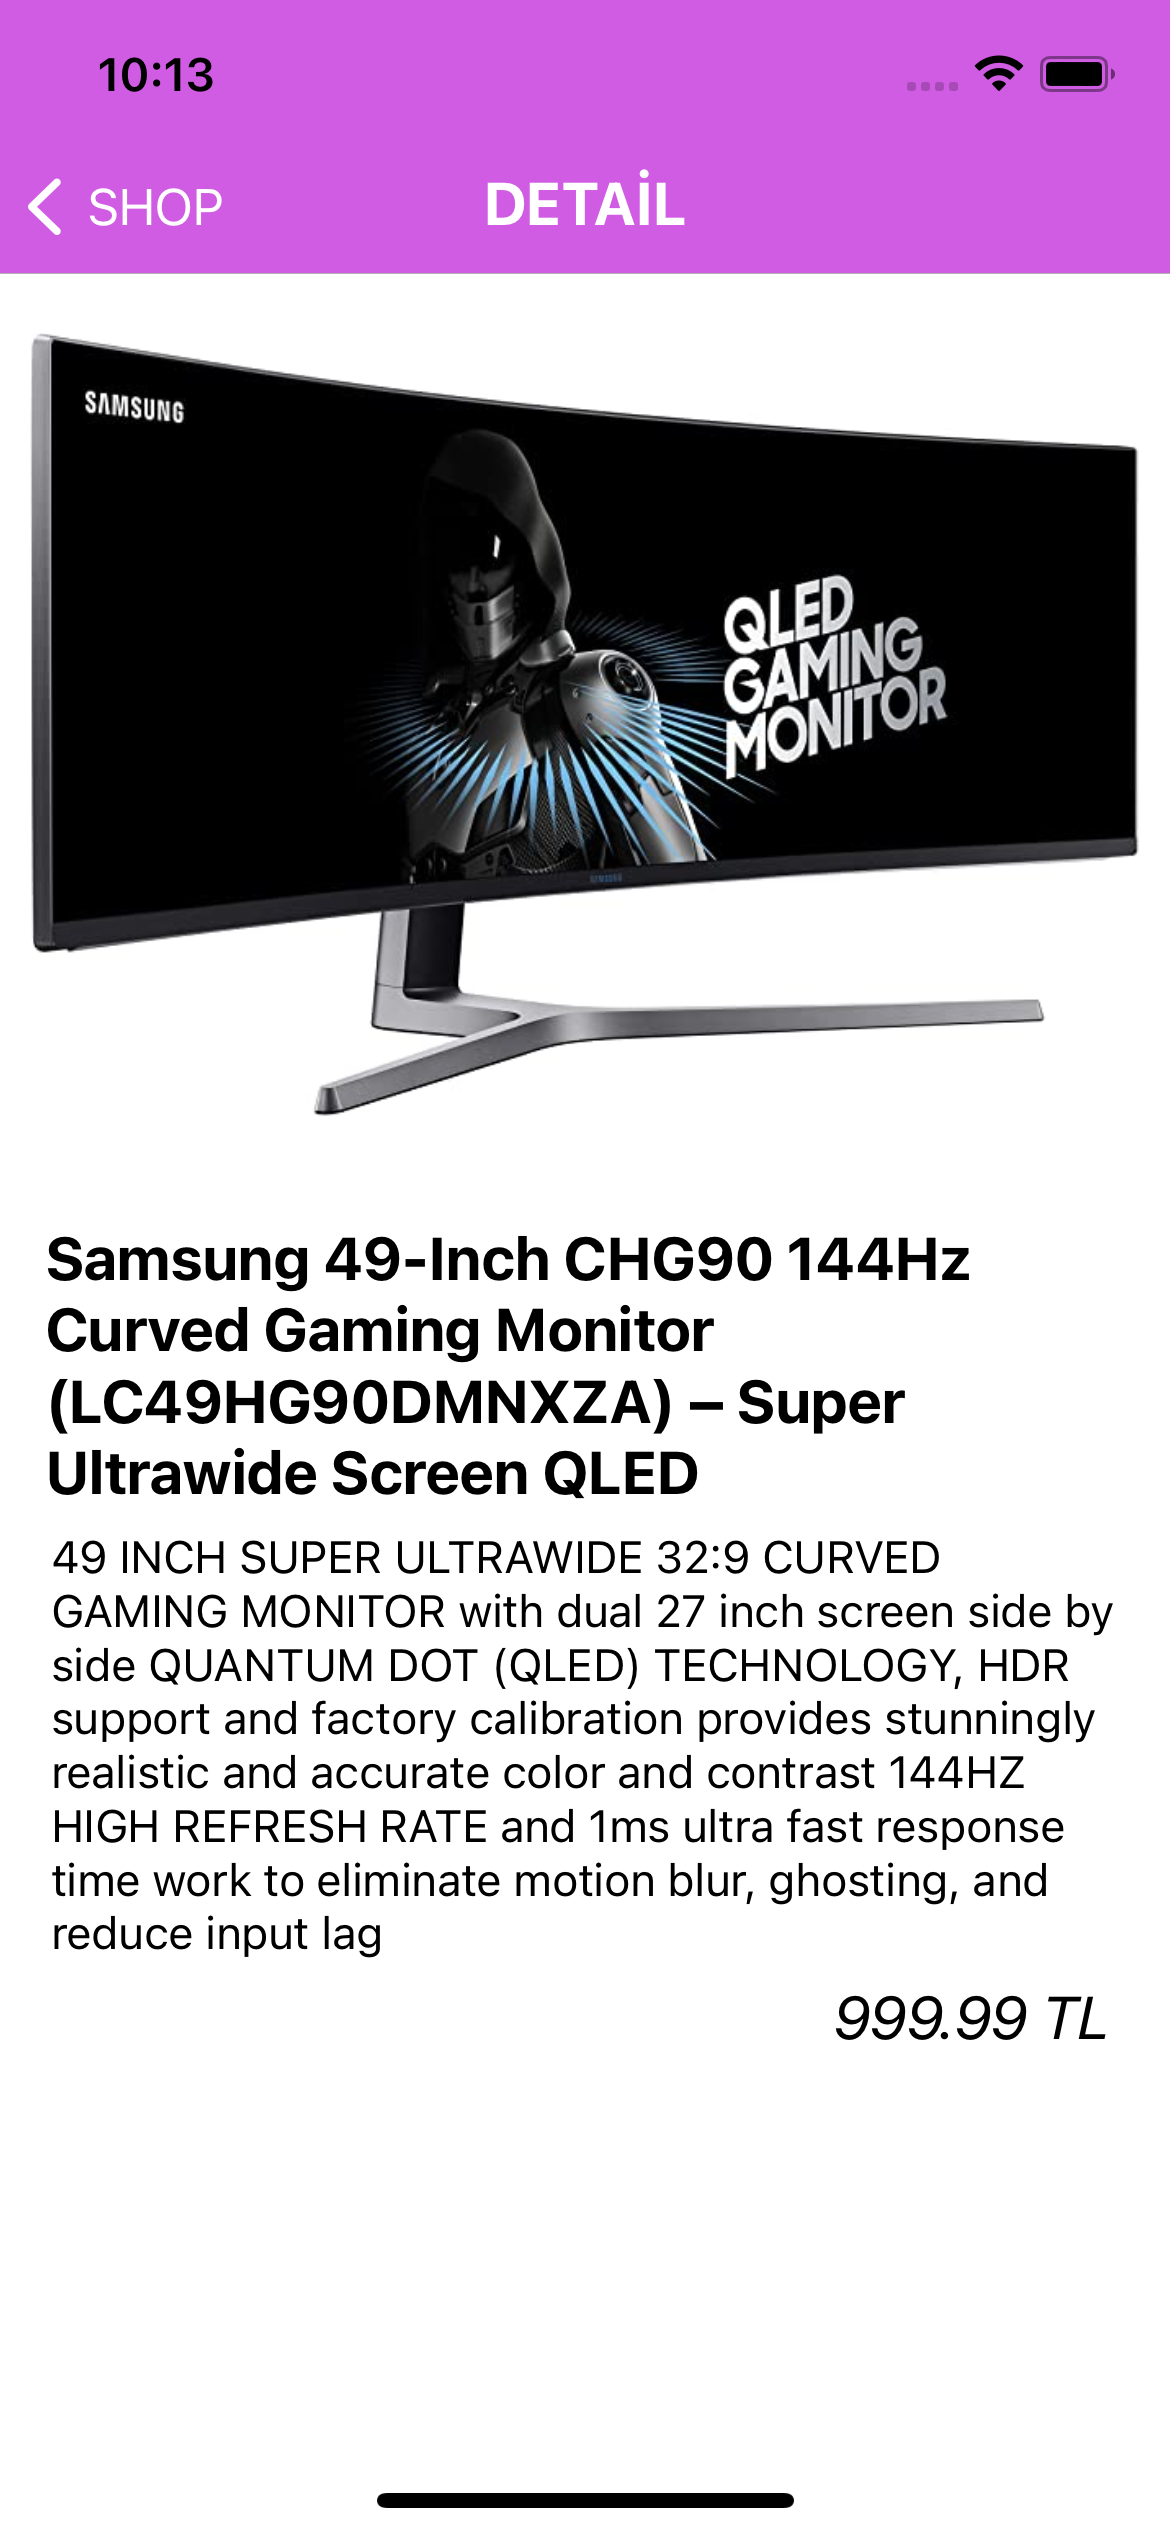 10:13
SHOP
DETAİL
SAMSUNG
QLED
GAMING
MONITOR
SAMSUNG
Samsung 49-Inch CHG90 144Hz
Curved Gaming Monitor
(LC49HG90DMNXZA) – Super
Ultrawide Screen QLED
49 INCH SUPER ULTRAWIDE 32:9 CURVED
GAMING MONITOR with dual 27 inch screen side by
side QUANTUM DOT (QLED) TECHNOLOGY, HDR
support and factory calibration provides stunningly
realistic and accurate color and contrast 144HZ
HIGH REFRESH RATE and 1ms ultra fast response
time work to eliminate motion blur, ghosting, and
reduce input lag
999.99 TL